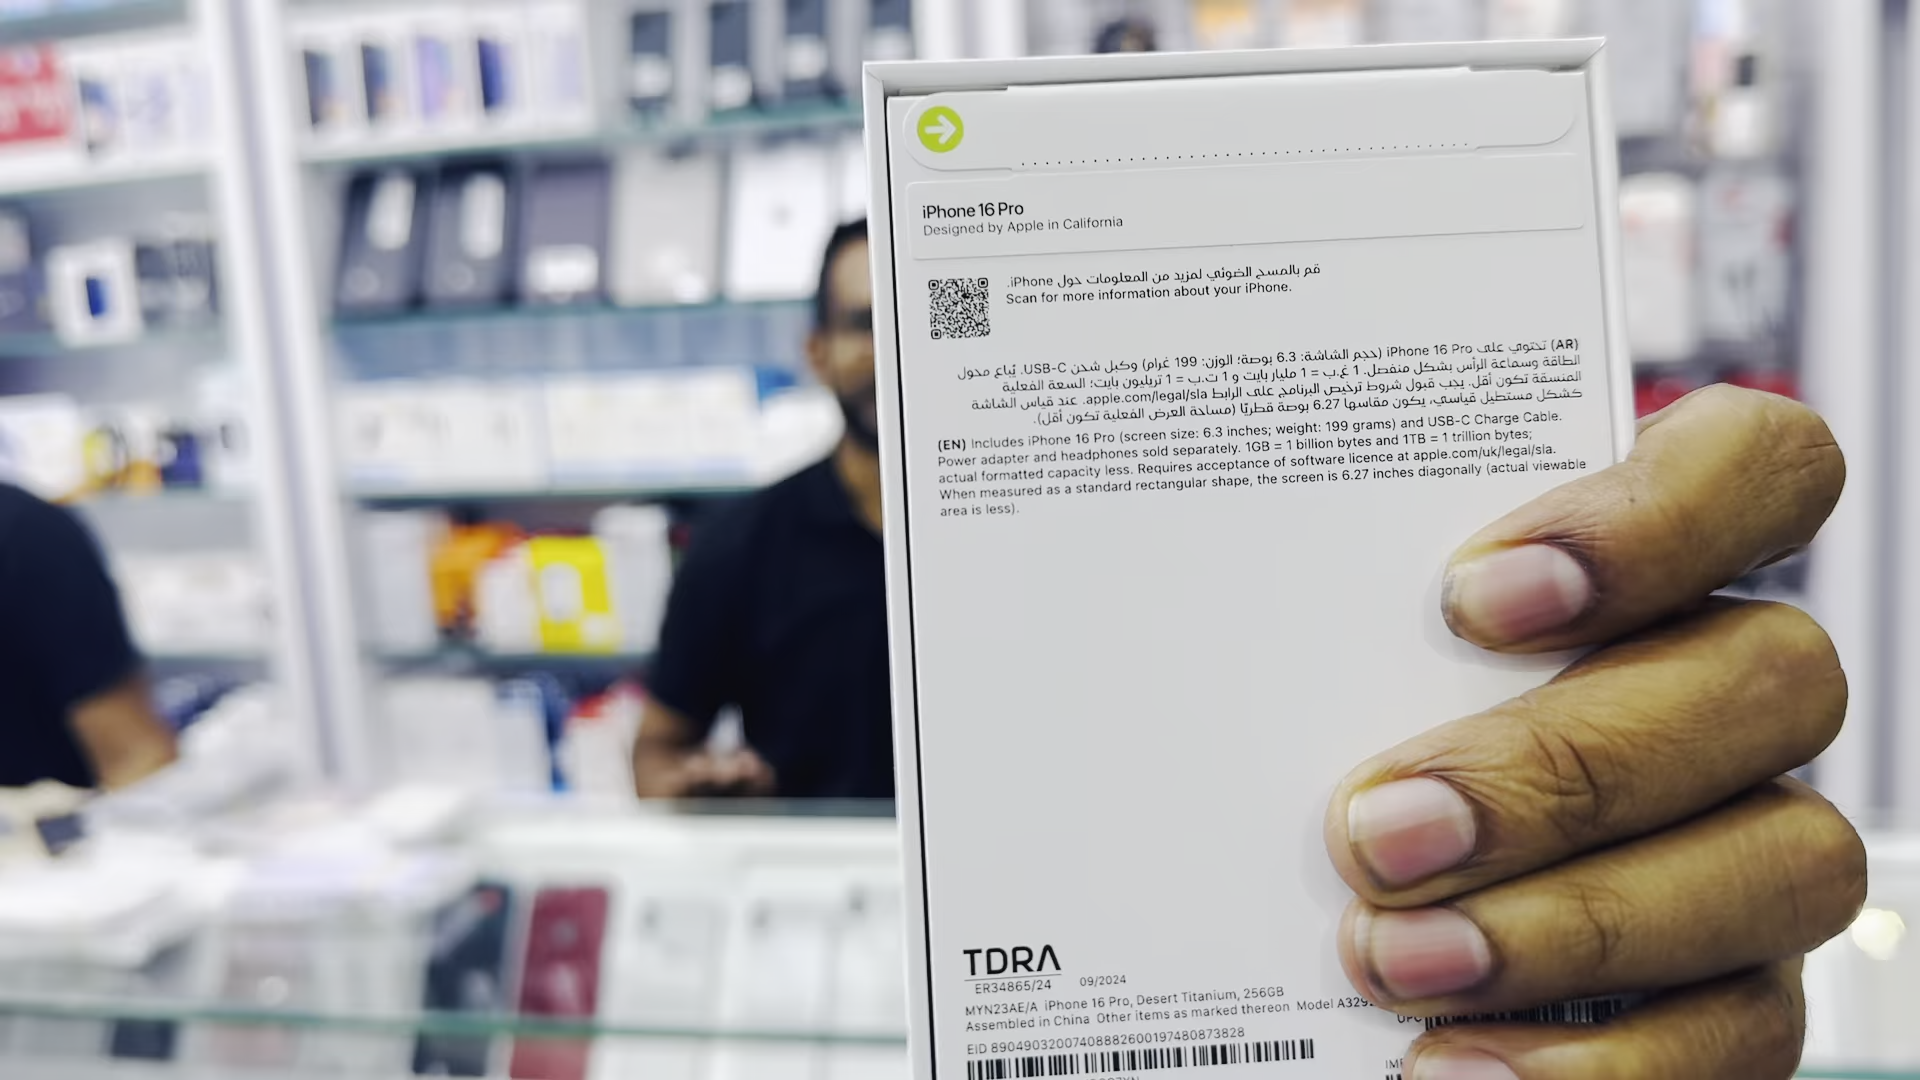 iPhone 16 Pro
Designed by Apple in California
قم بالمسح الضوئي لمزيد من المعلومات حول iPhone.
Scan for more information about your iPhone.
(AR) تحتوي على iPhone 16 Pro (حجم الشاشة: 6.3 بوصة؛ الوزن: 199 غرام) وكبل شحن USB-C. يُباع محول
الطاقة وسماعة الرأس بشكل منفصل. 1 غ.ب = 1 مليار بايت و 1 ت.ب = 1 تريليون بايت؛ السعة الفعلية
المنسقة تكون أقل. يجب قبول شروط ترخيص البرنامج على الرابط apple.com/legal/sla. عند قياس الشاشة
كشكل مستطيل قياسي، يكون مقاسها 6.27 بوصة قطريًا (مساحة العرض الفعلية تكون أقل).
(EN) Includes iPhone 16 Pro (screen size: 6.3 inches; weight: 199 grams) and USB-C Charge Cable.
Power adapter and headphones sold separately. 1GB = 1 billion bytes and 1TB = 1 trillion bytes;
actual formatted capacity less. Requires acceptance of software licence at apple.com/uk/legal/sla.
When measured as a standard rectangular shape, the screen is 6.27 inches diagonally (actual viewable
area is less).
TDRA
ER34865/24 09/2024
MYN23AE/A iPhone 16 Pro, Desert Titanium, 256GB
Assembled in China Other items as marked thereon Model
UPC
EID 89049032007408882600197480873828